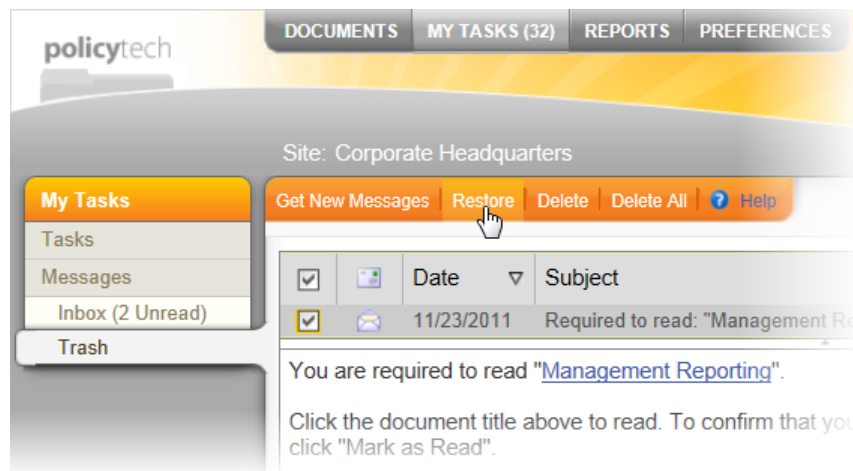 policytech
DOCUMENTS MY TASKS (32) REPORTS PREFERENCES
Site: Corporate Headquarters
My Tasks
Tasks
Messages
Inbox (2 Unread)
Trash
Get New Messages Restore Delete Delete All Help
Date Subject
11/23/2011 Required to read: "Management
You are required to read "Management Reporting".
Click the document title above to read. To confirm that
click "Mark as Read".